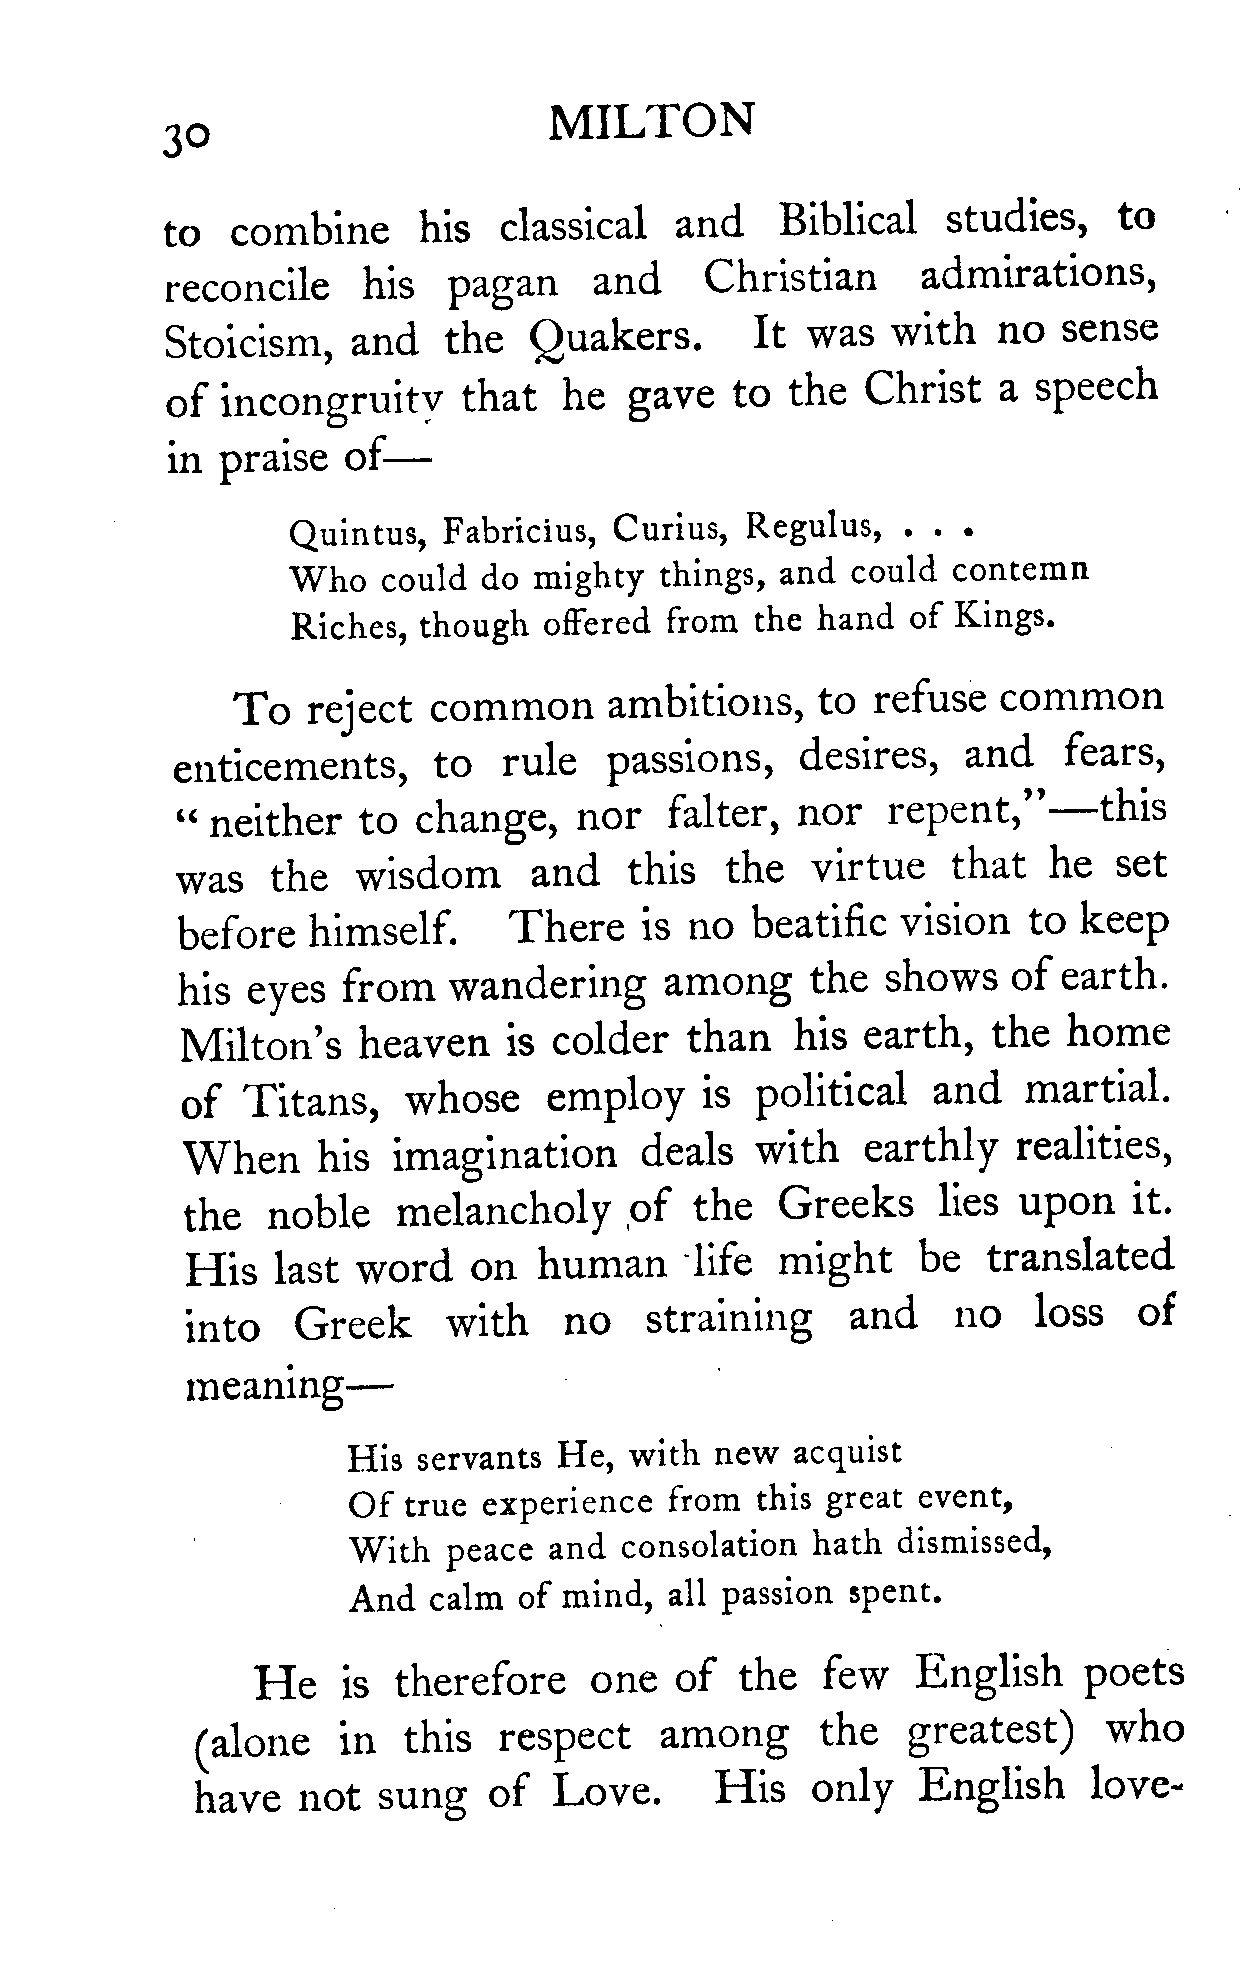 30
MILTON
to combine his classical and Biblical studies, to
reconcile his pagan and Christian admirations,
Stoicism, and the Quakers. It was with no sense
of incongruity that he gave to the Christ a speech
in praise of—
Quintus, Fabricius, Curius, Regulus, . . .
Who could do mighty things, and could contemn
Riches, though offered from the hand of Kings.
To reject common ambitions, to refuse common
enticements, to rule passions, desires, and fears,
“ neither to change, nor falter, nor repent,”—this
was the wisdom and this the virtue that he set
before himself. There is no beatific vision to keep
his eyes from wandering among the shows of earth.
Milton’s heaven is colder than his earth, the home
of Titans, whose employ is political and martial.
When his imagination deals with earthly realities,
the noble melancholy of the Greeks lies upon it.
His last word on human life might be translated
into Greek with no straining and no loss of
meaning—
His servants He, with new acquist
Of true experience from this great event,
With peace and consolation hath dismissed,
And calm of mind, all passion spent.
He is therefore one of the few English poets
(alone in this respect among the greatest) who
have not sung of Love. His only English love-